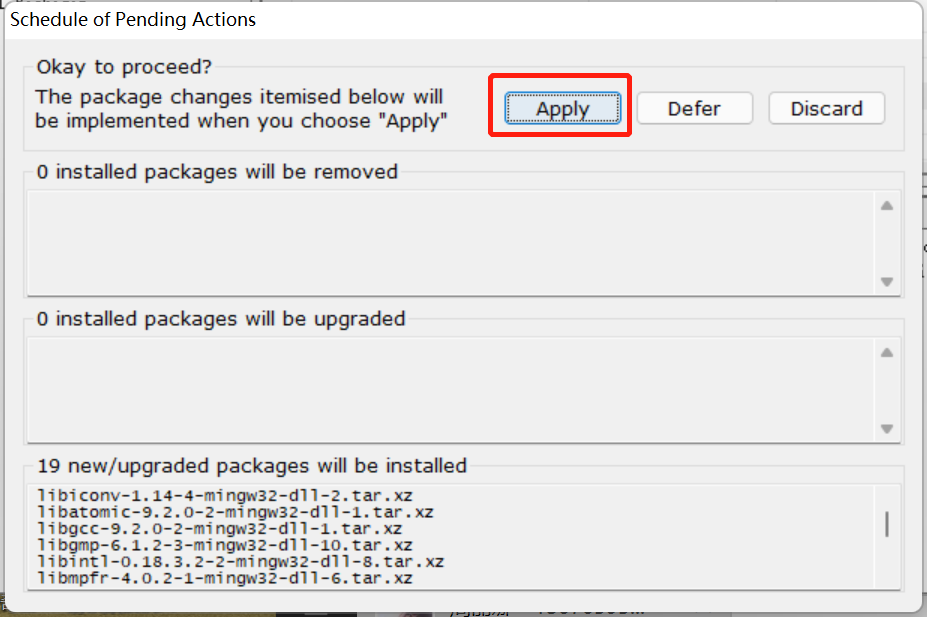 Schedule of Pending Actions
Okay to proceed?
The package changes itemised below will
be implemented when you choose "Apply"
Apply
Defer
Discard
0 installed packages will be removed
0 installed packages will be upgraded
19 new/upgraded packages will be installed
libiconv-1.14-4-mingw32-dll-2.tar.xz
libatomic-9.2.0-2-mingw32-dll-1.tar.xz
libgcc-9.2.0-2-mingw32-dll-1.tar.xz
libgmp-6.1.2-3-mingw32-dll-10.tar.xz
libintl-0.18.3.2-2-mingw32-dll-8.tar.xz
libmpfr-4.0.2-1-mingw32-dll-6.tar.xz